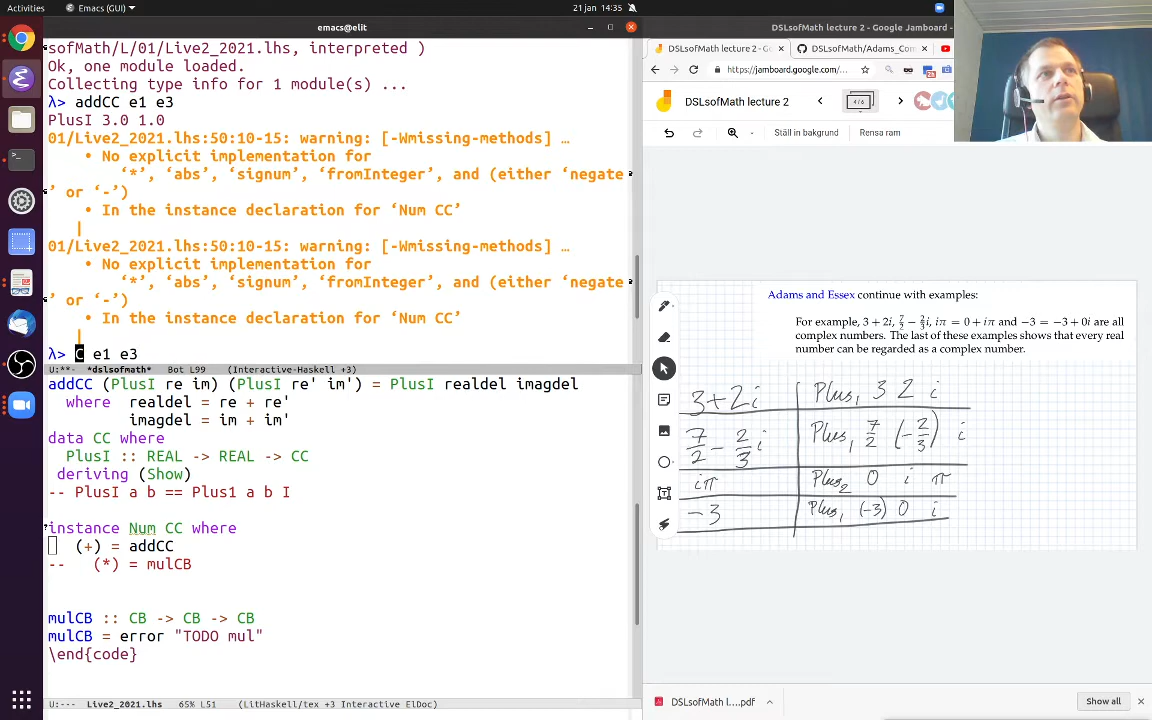 Activities
Emacs (GUI)
21 jan 14:35
emacs@elit
sofMath/L/01/Live2_2021.lhs, interpreted )
Ok, one module loaded.
Collecting type info for 1 module(s) ...
λ> addCC e1 e3
PlusI 3.0 1.0
01/Live2_2021.lhs:50:10-15: warning: [-Wmissing-methods] …
• No explicit implementation for
‘*’, ‘abs’, ‘signum’, ‘fromInteger’, and (either ‘negate
’ or ‘-’)
• In the instance declaration for ‘Num CC’
|
01/Live2_2021.lhs:50:10-15: warning: [-Wmissing-methods] …
• No explicit implementation for
‘*’, ‘abs’, ‘signum’, ‘fromInteger’, and (either ‘negate
’ or ‘-’)
• In the instance declaration for ‘Num CC’
|
λ> C e1 e3
U:**- *dslsofmath* Bot L99 (Interactive-Haskell +3)
addCC (PlusI re im) (PlusI re' im') = PlusI realdel imagdel
where realdel = re + re'
imagdel = im + im'
data CC where
PlusI :: REAL -> REAL -> CC
deriving (Show)
-- PlusI a b == Plus1 a b I
instance Num CC where
(+) = addCC
-- (*) = mulCB
mulCB :: CB -> CB -> CB
mulCB = error "TODO mul"
\end{code}
U:--- Live2_2021.lhs 65% L51 (LitHaskell/tex +3 Interactive ElDoc)
DSLsofMath lecture 2 - Google Jamboard -
DSLsofMath lecture 2 - G
DSLsofMath/Adams_Con
https://jamboard.google.com/
DSLsofMath lecture 2
4/6
Ställ in bakgrund
Rensa ram
Adams and Essex continue with examples:
For example, 3 + 2i, 7/2 − 2/3 i, iπ = 0 + iπ and −3 = −3 + 0i are all
complex numbers. The last of these examples shows that every real
number can be regarded as a complex number.
3+2i Plus₁ 3 2 i
7/2 − 2/3 i Plus₁ 7/2 (−2/3) i
iπ Plus₂ 0 i π
−3 Plus₁ (−3) 0 i
DSLsofMath l....pdf
Show all